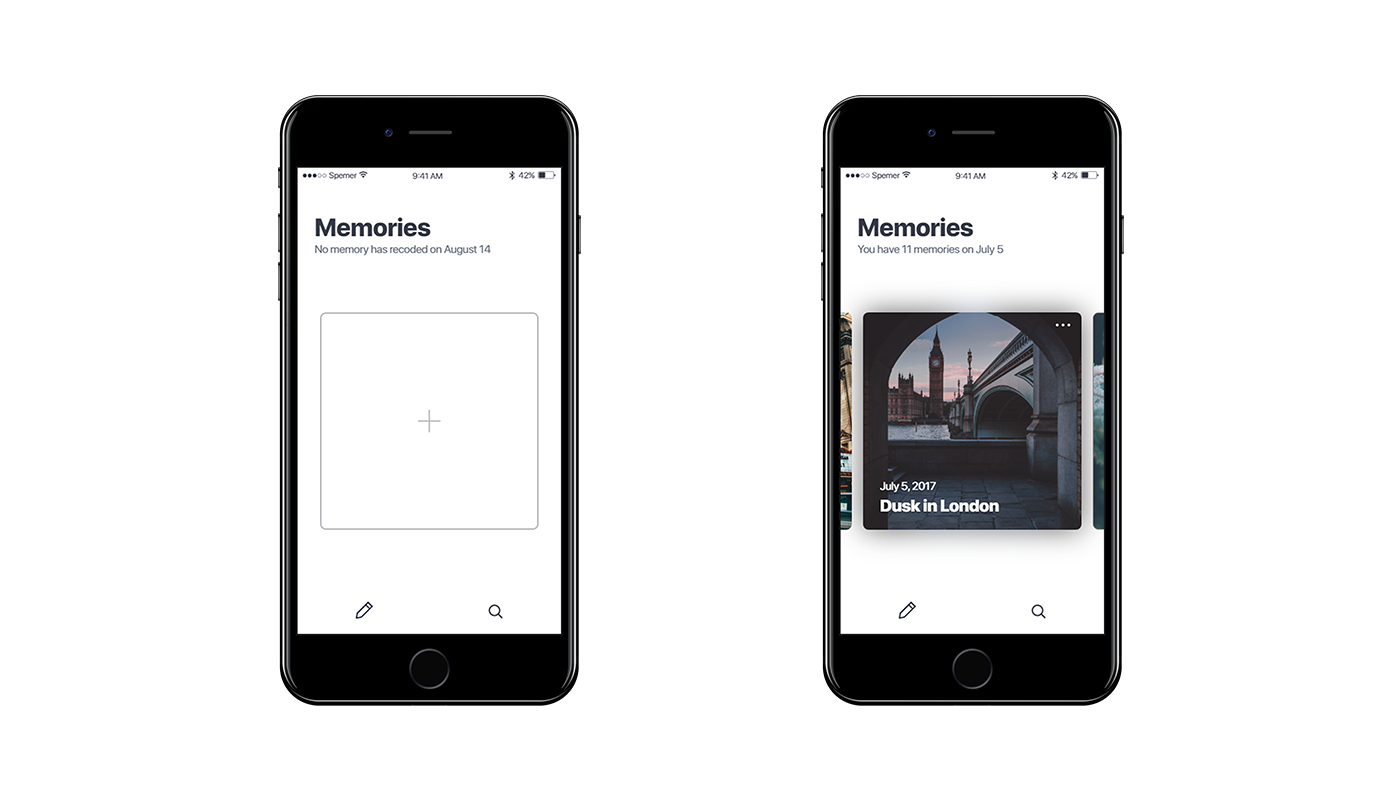 Spemer 9:41 AM 42%
Memories
No memory has recoded on August 14
Spemer 9:41 AM 42%
Memories
You have 11 memories on July 5
July 5, 2017
Dusk in London